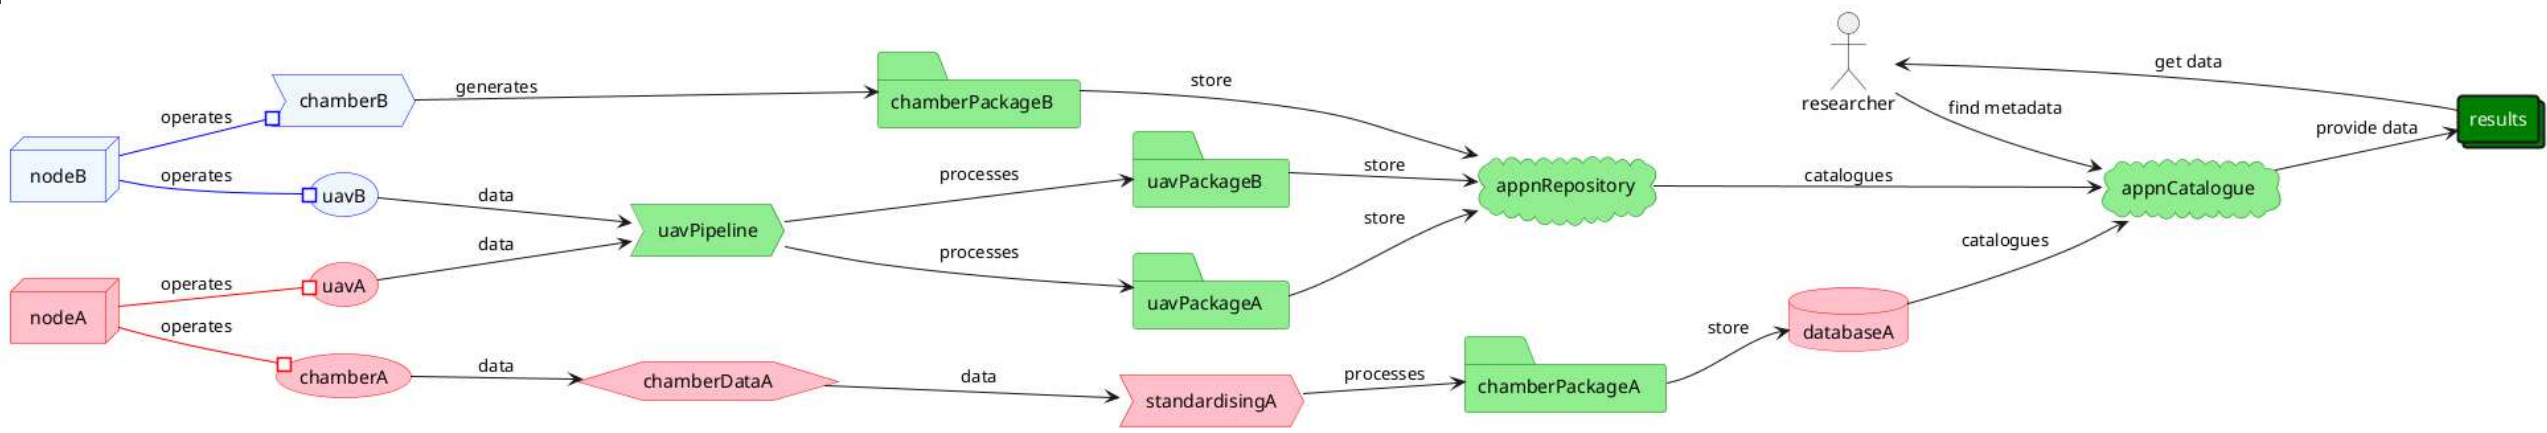 nodeB
operates
operates
chamberB
uavB
generates
data
chamberPackageB
store
nodeA
operates
operates
uavA
chamberA
data
data
uavPipeline
processes
processes
uavPackageB
uavPackageA
store
store
appnRepository
chamberDataA
data
standardisingA
processes
chamberPackageA
store
databaseA
catalogues
catalogues
researcher
find metadata
appnCatalogue
provide data
get data
results